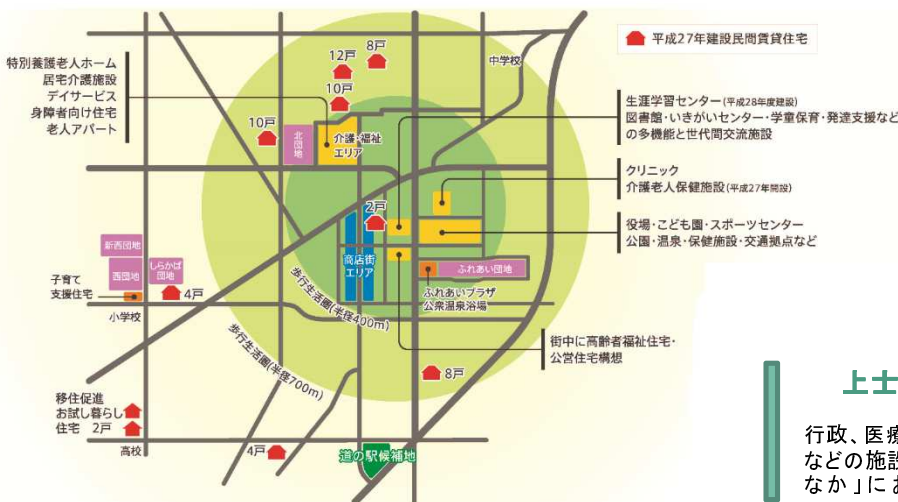 平成27年建設民間賃貸住宅
特別養護老人ホーム
居宅介護施設
デイサービス
身障者向け住宅
老人アパート
12戸
8戸
10戸
10戸
中学校
北団地
介護・福祉
エリア
生涯学習センター(平成28年度建設)
図書館・いきがいセンター・学童保育・発達支援など
の多機能と世代間交流施設
クリニック
介護老人保健施設(平成27年開設)
役場・こども園・スポーツセンター
公園・温泉・保健施設・交通拠点など
2戸
商店街
エリア
ふれあい団地
ふれあいプラザ
公衆温泉浴場
新西団地
西団地
しらかば
団地
子育て
支援住宅
4戸
小学校
歩行生活圏(半径400m)
歩行生活圏(半径700m)
街中に高齢者福祉住宅・
公営住宅構想
8戸
移住促進
お試し暮らし
住宅 2戸
高校
4戸
道の駅候補地
上士
行政、医療
などの施設
なか」にお